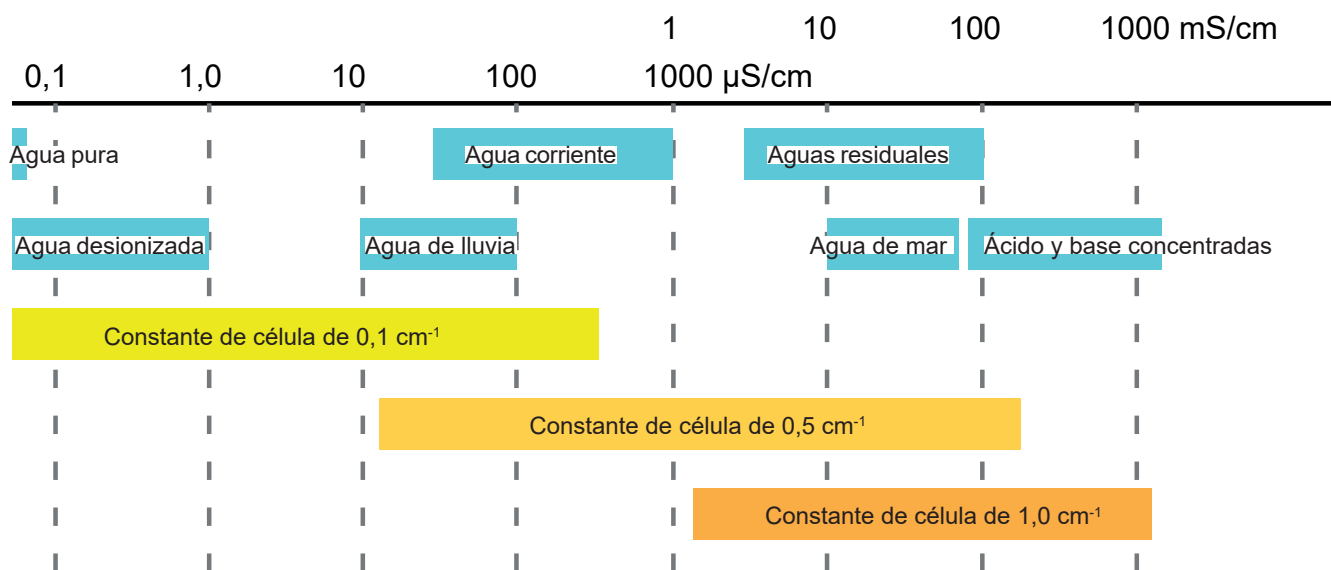 1 10 100 1000 mS/cm
0,1 1,0 10 100 1000 µS/cm
Agua pura Agua corriente Aguas residuales
Agua desionizada Agua de lluvia Agua de mar Ácido y base concentradas
Constante de célula de 0,1 cm⁻¹
Constante de célula de 0,5 cm⁻¹
Constante de célula de 1,0 cm⁻¹